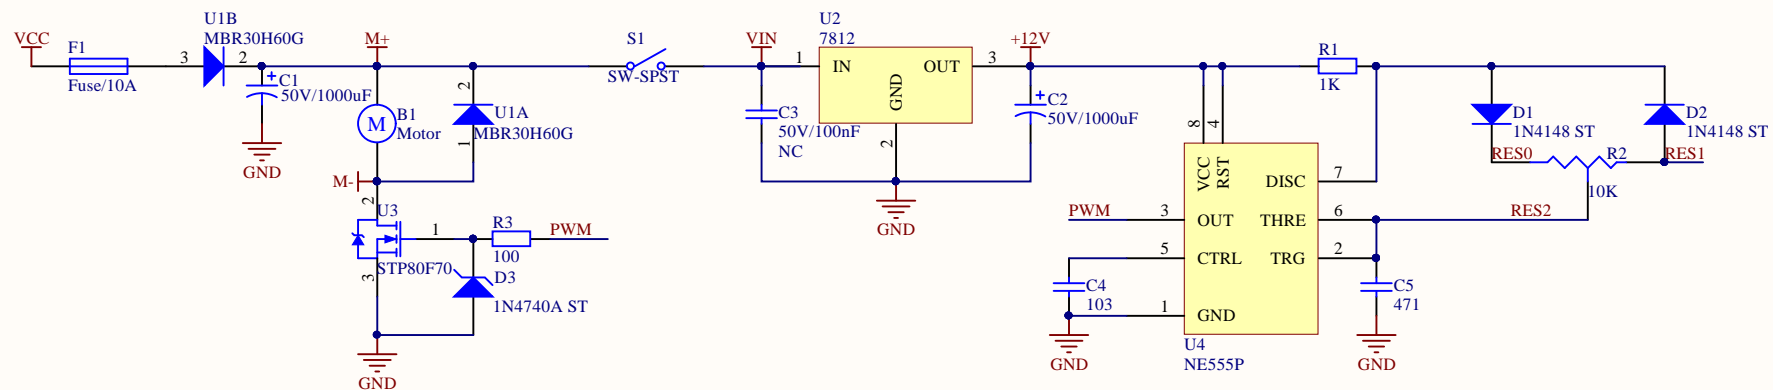 VCC
F1
Fuse/10A
U1B
MBR30H60G
3
2
C1
50V/1000uF
GND
M+
M
B1
Motor
2
U1A
MBR30H60G
1
M-
2
U3
1
STP80F70
3
R3
100
PWM
D3
1N4740A ST
GND
S1
SW-SPST
VIN
C3
50V/100nF
NC
U2
7812
1
IN
OUT
3
GND
2
GND
+12V
C2
50V/1000uF
R1
1K
8
4
VCC
RST
DISC
7
PWM
3
OUT
THRE
6
5
CTRL
TRG
2
1
GND
U4
NE555P
C4
103
GND
C5
471
GND
D1
1N4148 ST
D2
1N4148 ST
RES0
R2
RES1
10K
RES2